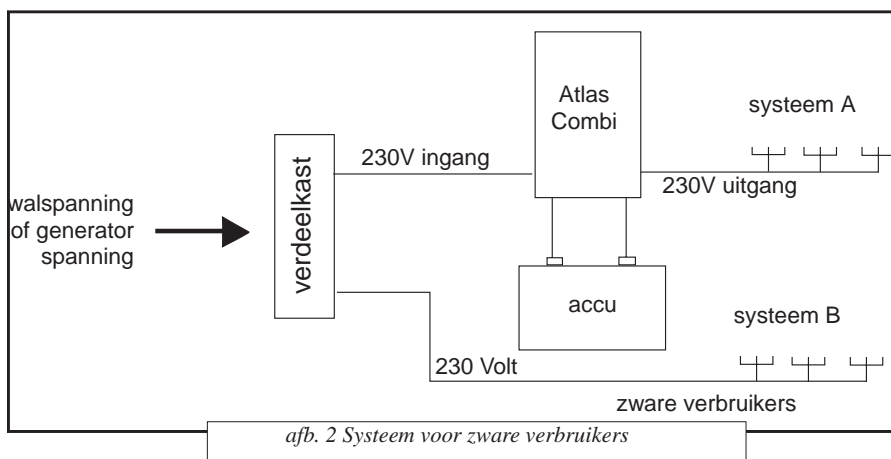 walspanning
of generator
spanning
verdeelkast
230V ingang
Atlas
Combi
230V uitgang
systeem A
accu
230 Volt
systeem B
zware verbruikers
afb. 2 Systeem voor zware verbruikers